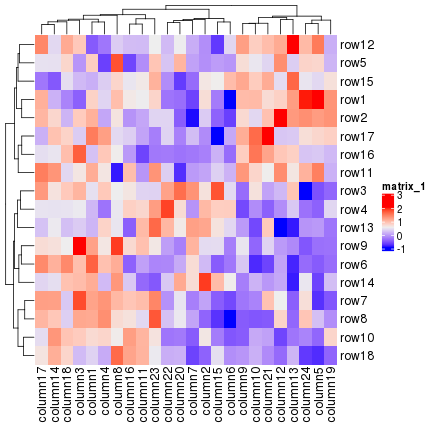 row12
row5
row15
row1
row2
row17
row16
row11
row3
row4
row13
row9
row6
row14
row7
row8
row10
row18
matrix_1
3
2
1
0
-1
column17
column14
column18
column3
column1
column4
column8
column16
column11
column23
column22
column20
column7
column2
column15
column6
column9
column10
column21
column12
column13
column24
column5
column19